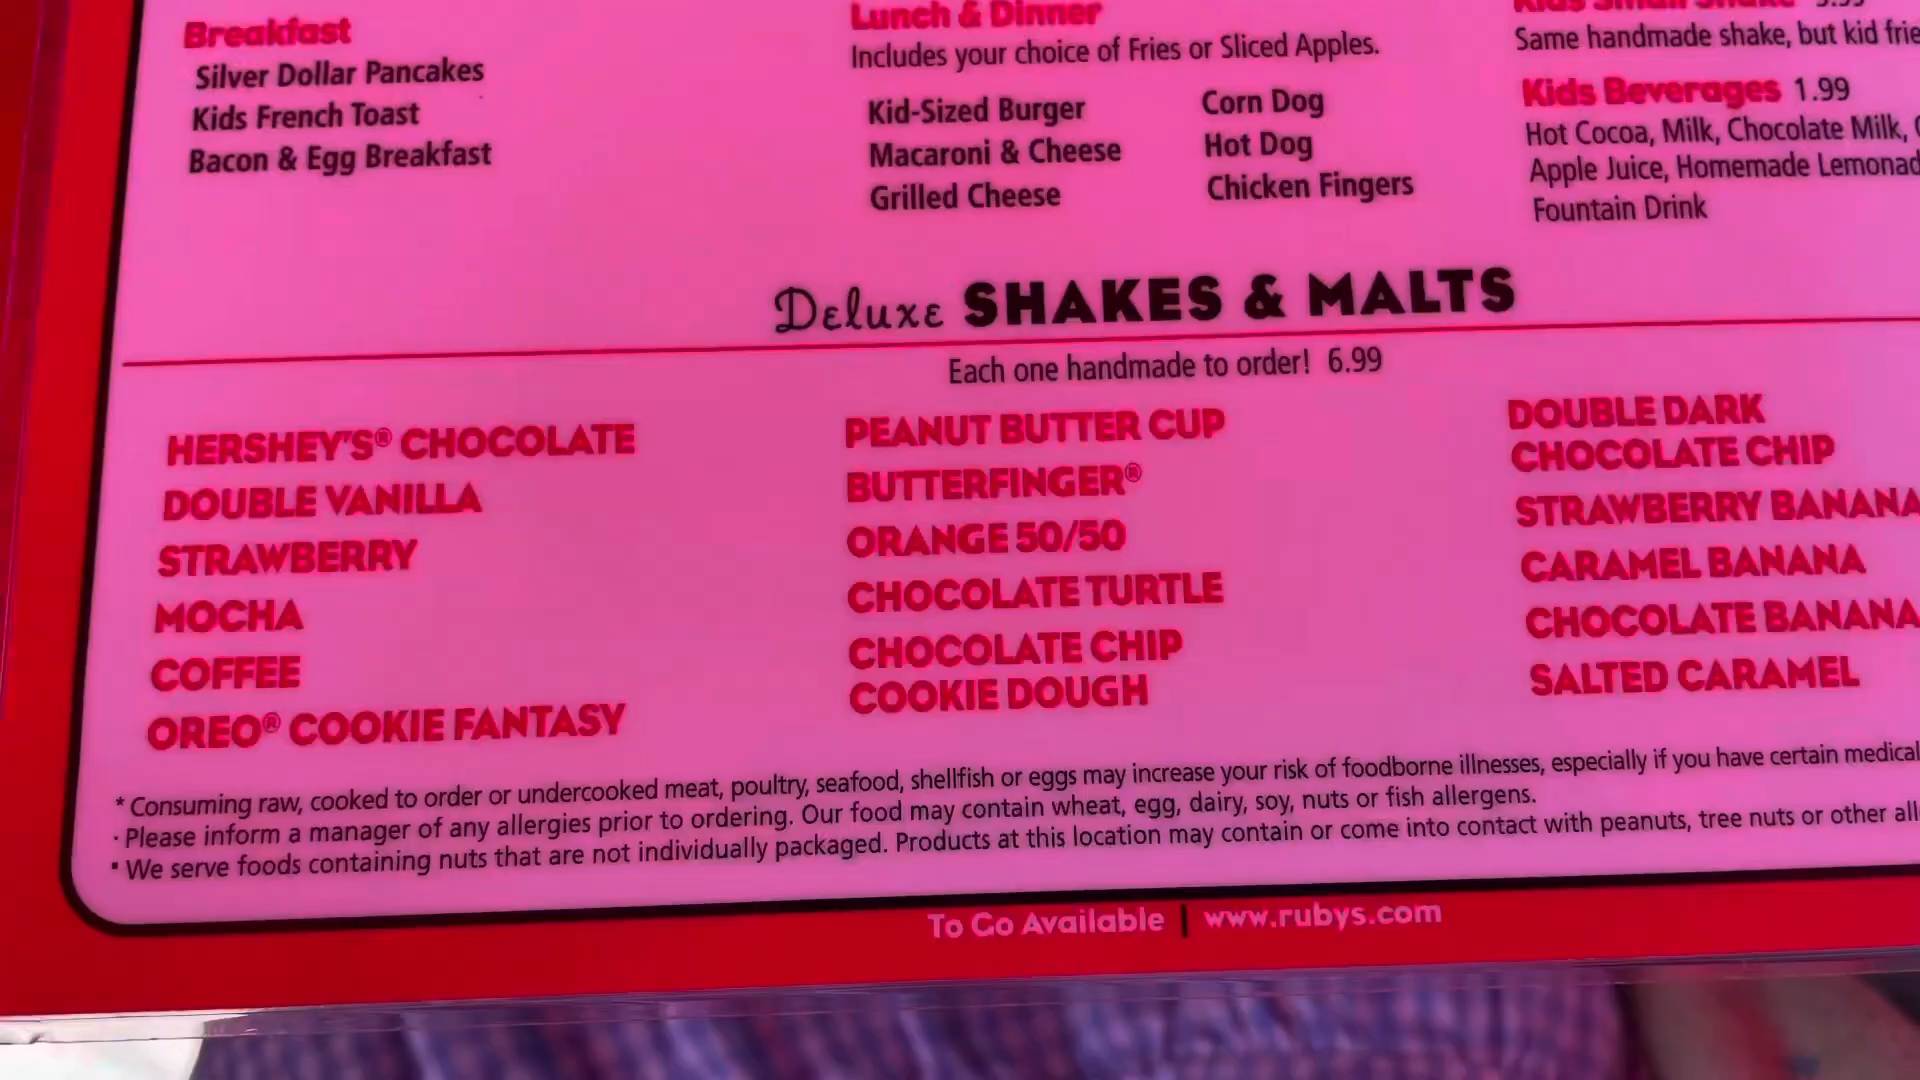 Breakfast
Silver Dollar Pancakes
Kids French Toast
Bacon & Egg Breakfast
Lunch & Dinner
Includes your choice of Fries or Sliced Apples.
Kid-Sized Burger
Macaroni & Cheese
Grilled Cheese
Corn Dog
Hot Dog
Chicken Fingers
Kids Small Shake
Same handmade shake, but kid
Kids Beverages 1.99
Hot Cocoa, Milk, Chocolate Milk,
Apple Juice, Homemade
Fountain Drink
Deluxe SHAKES & MALTS
Each one handmade to order! 6.99
HERSHEY'S® CHOCOLATE
DOUBLE VANILLA
STRAWBERRY
MOCHA
COFFEE
OREO® COOKIE FANTASY
PEANUT BUTTER CUP
BUTTERFINGER®
ORANGE 50/50
CHOCOLATE TURTLE
CHOCOLATE CHIP
COOKIE DOUGH
DOUBLE DARK
CHOCOLATE CHIP
STRAWBERRY BANANA
CARAMEL BANANA
CHOCOLATE BANANA
SALTED CARAMEL
* Consuming raw, cooked to order or undercooked meat, poultry, seafood, shellfish or eggs may increase your risk of foodborne illnesses, especially if you have certain medical
· Please inform a manager of any allergies prior to ordering. Our food may contain wheat, egg, dairy, soy, nuts or fish allergens.
▪ We serve foods containing nuts that are not individually packaged. Products at this location may contain or come into contact with peanuts, tree nuts or other
To Go Available | www.rubys.com